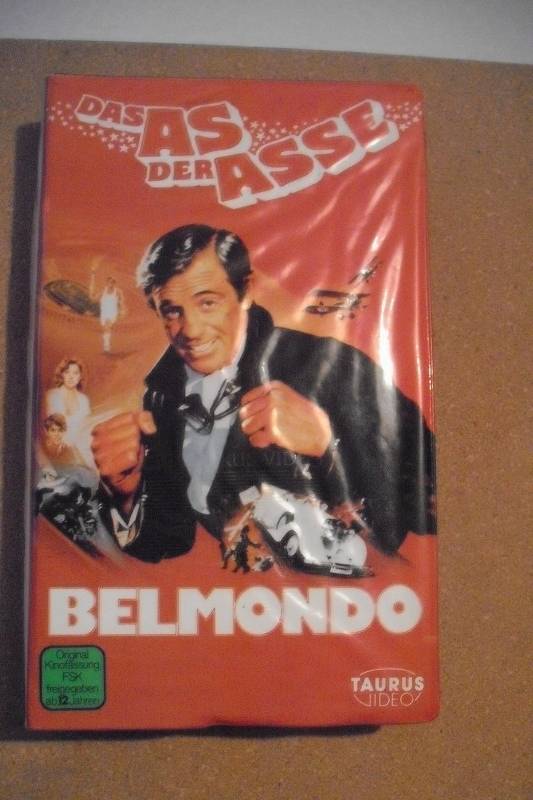 DAS AS
DER ASSE
BELMONDO
Original
Kinofassung
FSK
freigegeben
ab 12 Jahren
TAURUS
VIDEO